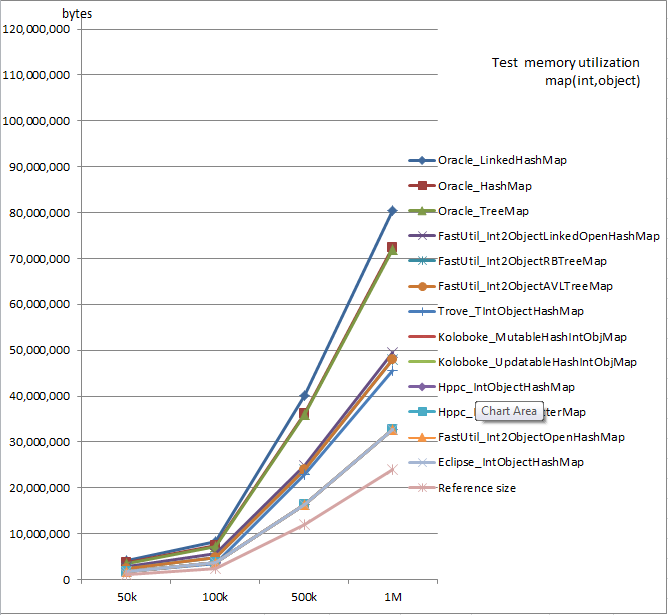 bytes
120,000,000
110,000,000
100,000,000
90,000,000
80,000,000
70,000,000
60,000,000
50,000,000
40,000,000
30,000,000
20,000,000
10,000,000
0
50k 100k 500k 1M
Test memory utilization
map(int,object)
Oracle_LinkedHashMap
Oracle_HashMap
Oracle_TreeMap
FastUtil_Int2ObjectLinkedOpenHashMap
FastUtil_Int2ObjectRBTreeMap
FastUtil_Int2ObjectAVLTreeMap
Trove_TIntObjectHashMap
Koloboke_MutableHashIntObjMap
Koloboke_UpdatableHashIntObjMap
Hppc_IntObjectHashMap
Hppc_ Chart Area terMap
FastUtil_Int2ObjectOpenHashMap
Eclipse_IntObjectHashMap
Reference size